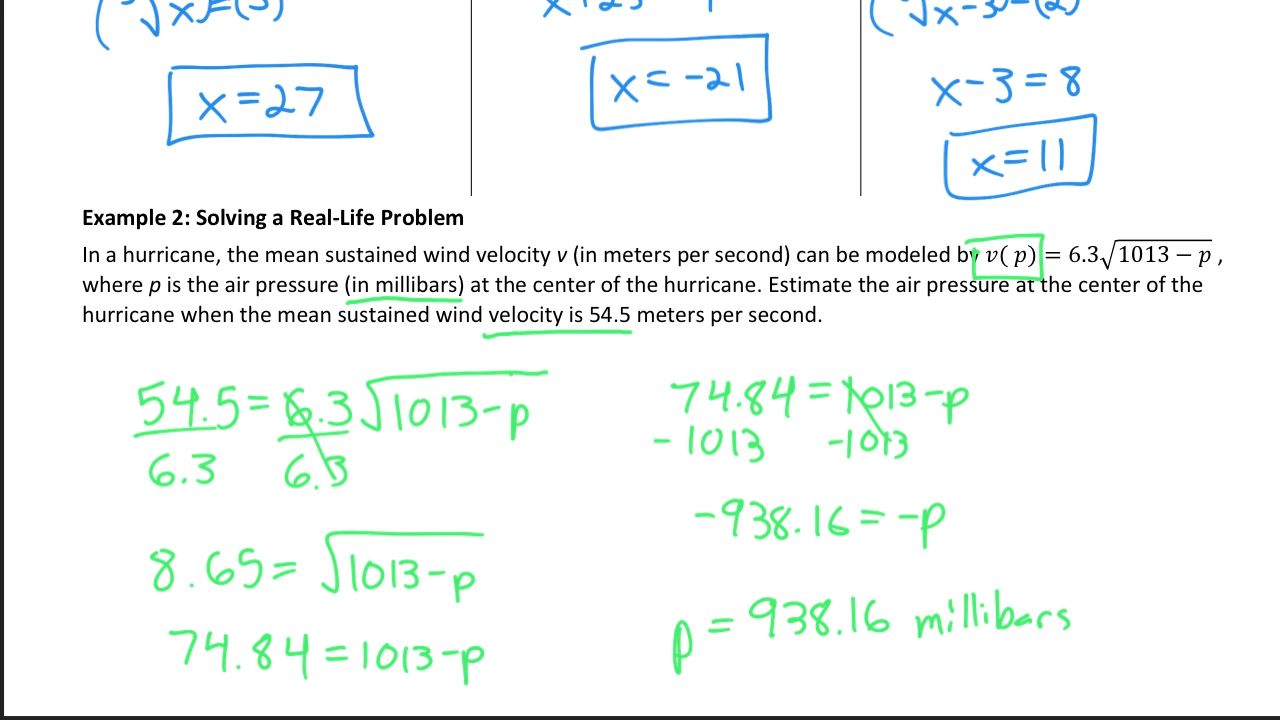 (³√x)³=(3)³
x=27
x=-21
x-3=8
x=11
Example 2: Solving a Real-Life Problem
In a hurricane, the mean sustained wind velocity v (in meters per second) can be modeled by v( p) = 6.3√1013 − p ,
where p is the air pressure (in millibars) at the center of the hurricane. Estimate the air pressure at the center of the
hurricane when the mean sustained wind velocity is 54.5 meters per second.
54.5 = 6.3√1013-p
6.3 6.3
8.65 = √1013-p
74.84 = 1013-p
74.84 = 1013-p
-1013 -1013
-938.16 = -p
p = 938.16 millibars